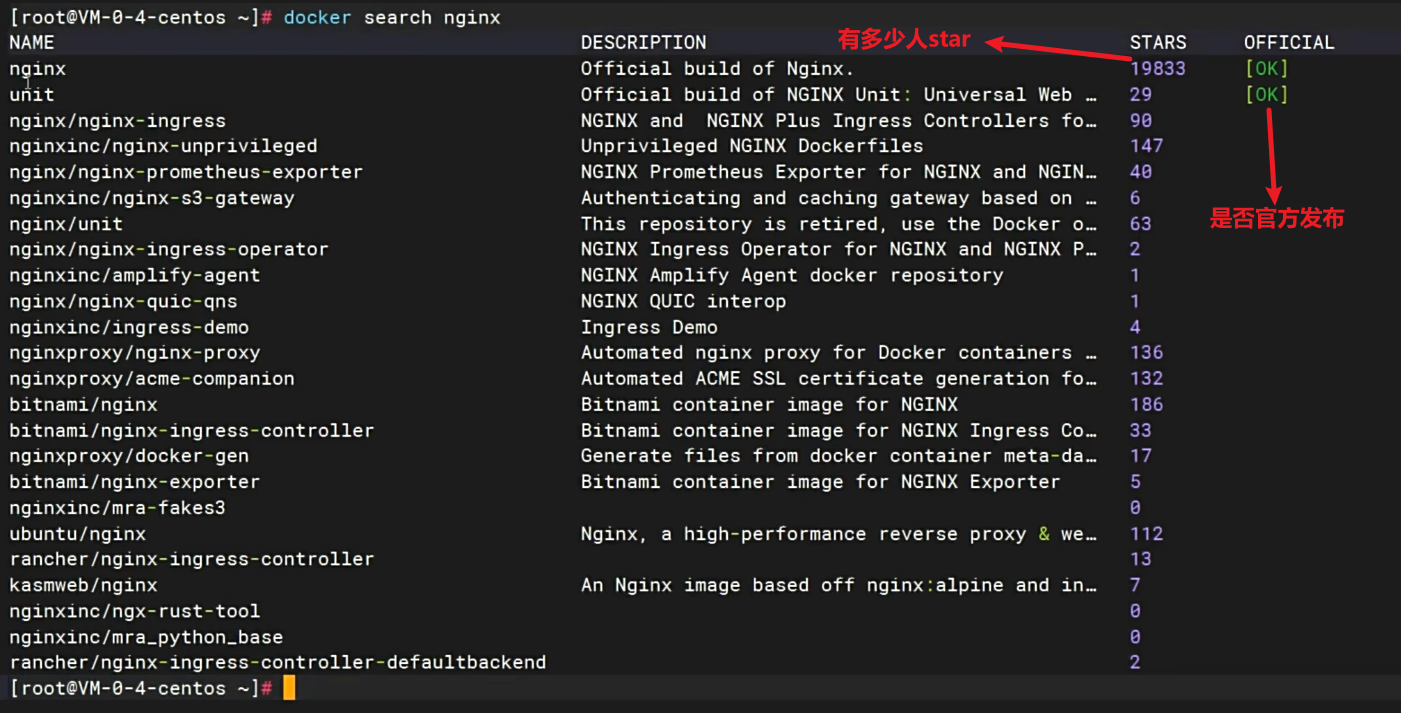 [root@VM-0-4-centos ~]# docker search nginx
NAME DESCRIPTION 有多少人star STARS OFFICIAL
nginx Official build of Nginx. 19833 [OK]
unit Official build of NGINX Unit: Universal Web … 29 [OK]
nginx/nginx-ingress NGINX and  NGINX Plus Ingress Controllers fo… 90
nginxinc/nginx-unprivileged Unprivileged NGINX Dockerfiles 147
nginx/nginx-prometheus-exporter NGINX Prometheus Exporter for NGINX and NGIN… 40
nginxinc/nginx-s3-gateway Authenticating and caching gateway based on … 6
nginx/unit This repository is retired, use the Docker o… 63 是否官方发布
nginx/nginx-ingress-operator NGINX Ingress Operator for NGINX and NGINX P… 2
nginxinc/amplify-agent NGINX Amplify Agent docker repository 1
nginx/nginx-quic-qns NGINX QUIC interop 1
nginxinc/ingress-demo Ingress Demo 4
nginxproxy/nginx-proxy Automated nginx proxy for Docker containers … 136
nginxproxy/acme-companion Automated ACME SSL certificate generation fo… 132
bitnami/nginx Bitnami container image for NGINX 186
bitnami/nginx-ingress-controller Bitnami container image for NGINX Ingress Co… 33
nginxproxy/docker-gen Generate files from docker container meta-da… 17
bitnami/nginx-exporter Bitnami container image for NGINX Exporter 5
nginxinc/mra-fakes3 0
ubuntu/nginx Nginx, a high-performance reverse proxy & we… 112
rancher/nginx-ingress-controller 13
kasmweb/nginx An Nginx image based off nginx:alpine and in… 7
nginxinc/ngx-rust-tool 0
nginxinc/mra_python_base 0
rancher/nginx-ingress-controller-defaultbackend 2
[root@VM-0-4-centos ~]#